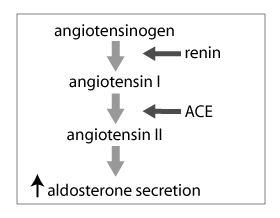 angiotensinogen
renin
angiotensin I
ACE
angiotensin II
aldosterone secretion